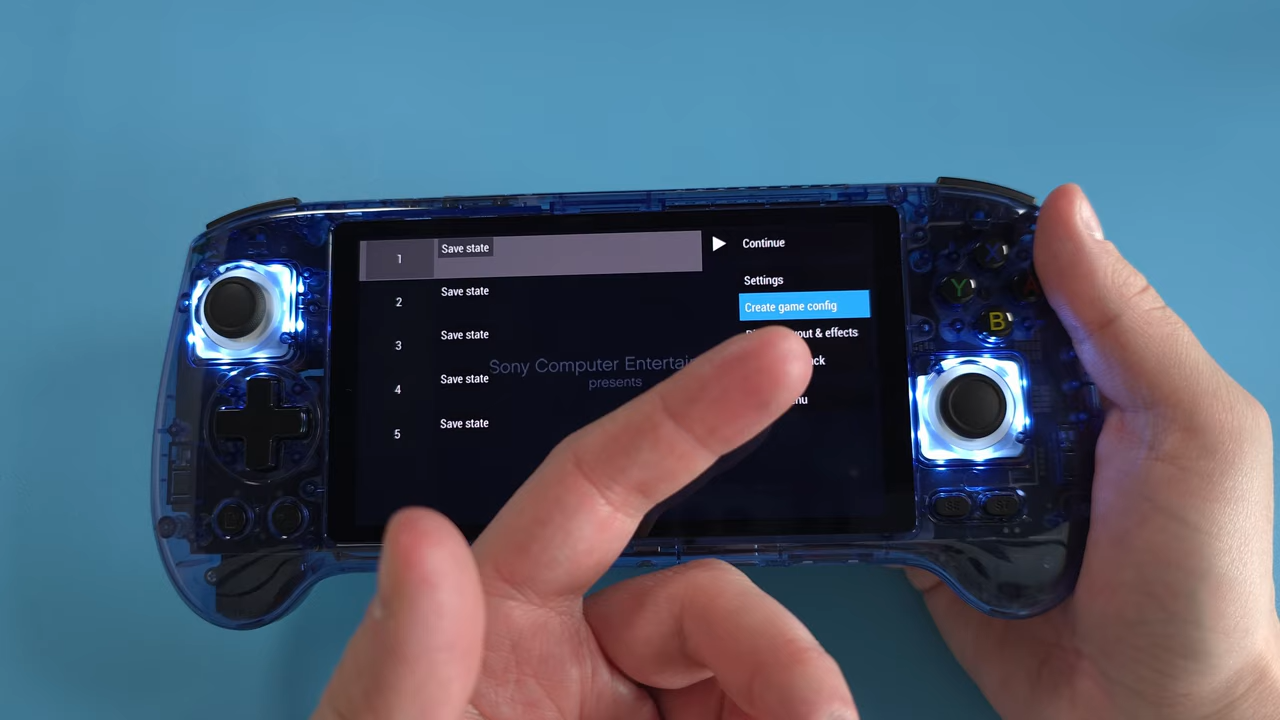 1 Save state
2 Save state
3 Save state
4 Save state
5 Save state
Sony Computer
presents
Continue
Settings
Create game config
& effects
X
Y
A
B